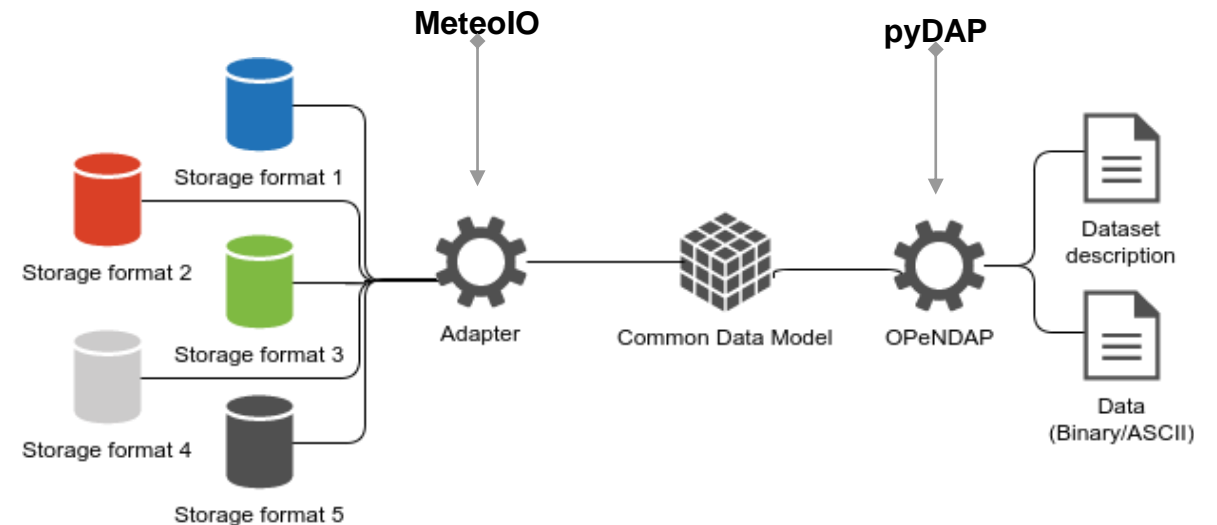 MeteoIO
pyDAP
Storage format 1
Storage format 2
Storage format 3
Storage format 4
Storage format 5
Adapter
Common Data Model
OPeNDAP
Dataset
description
Data
(Binary/ASCII)